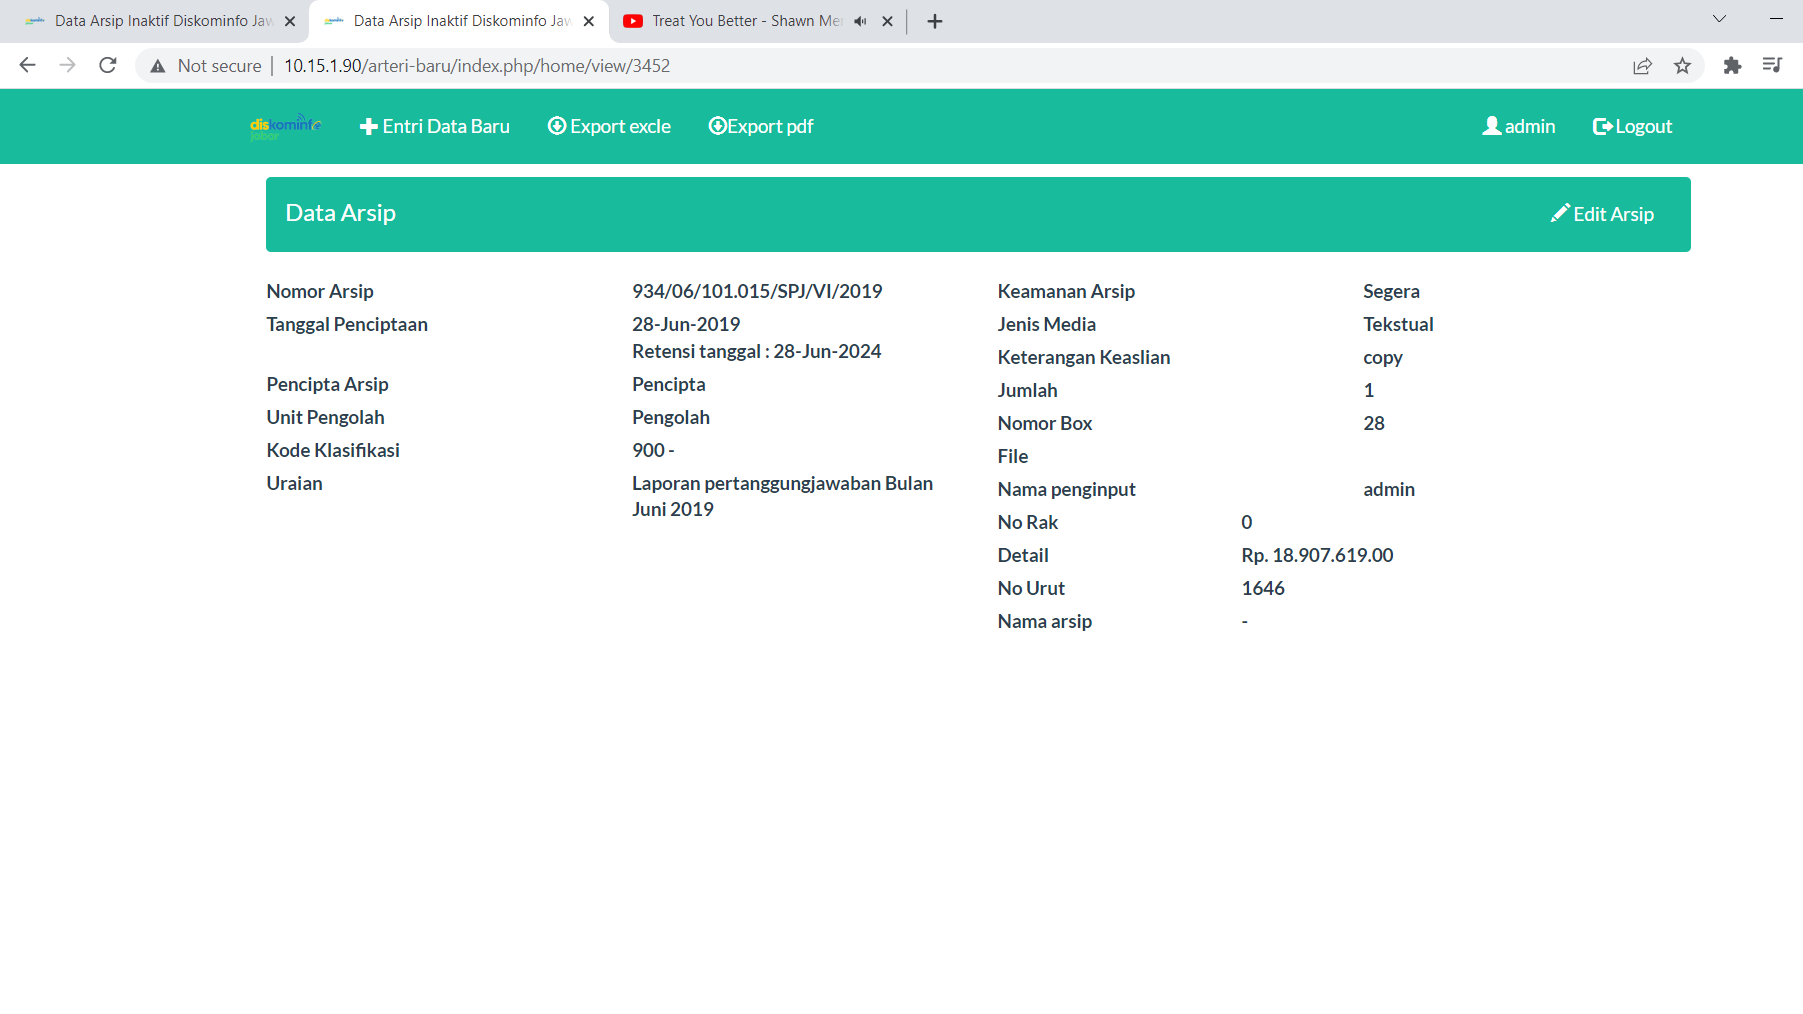 Data Arsip Inaktif Diskominfo Jaw
Data Arsip Inaktif Diskominfo Jaw
Treat You Better - Shawn Mer
Not secure
10.15.1.90/arteri-baru/index.php/home/view/3452
diskominfo
Entri Data Baru
Export excle
Export pdf
admin
Logout
Data Arsip
Edit Arsip
Nomor Arsip 934/06/101.015/SPJ/VI/2019
Tanggal Penciptaan 28-Jun-2019
Retensi tanggal : 28-Jun-2024
Pencipta Arsip Pencipta
Unit Pengolah Pengolah
Kode Klasifikasi 900 -
Uraian Laporan pertanggungjawaban Bulan
Juni 2019
Keamanan Arsip Segera
Jenis Media Tekstual
Keterangan Keaslian copy
Jumlah 1
Nomor Box 28
File
Nama penginput admin
No Rak 0
Detail Rp. 18.907.619.00
No Urut 1646
Nama arsip -